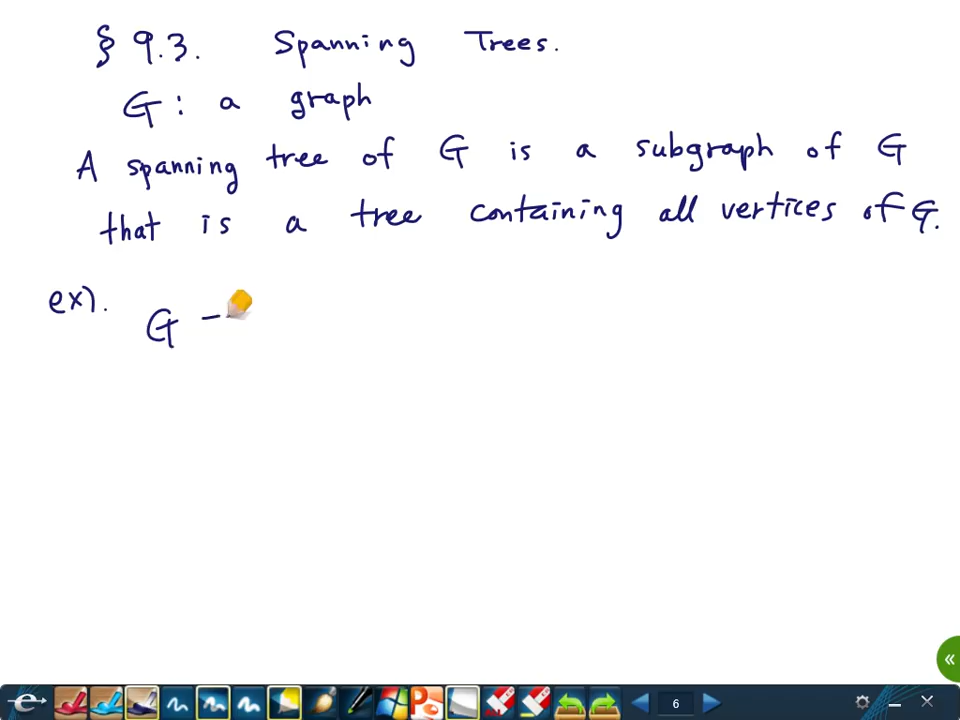 § 9.3. Spanning Trees.
G : a graph
A spanning tree of G is a subgraph of G
that is a tree containing all vertices of G.
ex).
G -
6